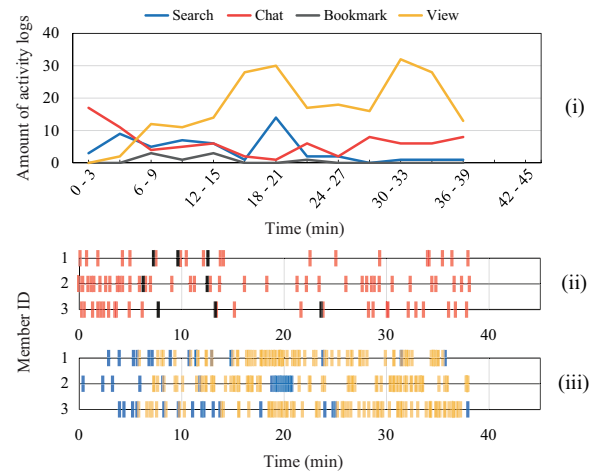 Search Chat Bookmark View
Amount of activity logs
40
30
20
10
0
0 - 3
6 - 9
12 - 15
18 - 21
24 - 27
30 - 33
36 - 39
42 - 45
Time (min)
(i)
Member ID
1
2
3
0 10 20 30 40
(ii)
1
2
3
0 10 20 30 40
Time (min)
(iii)